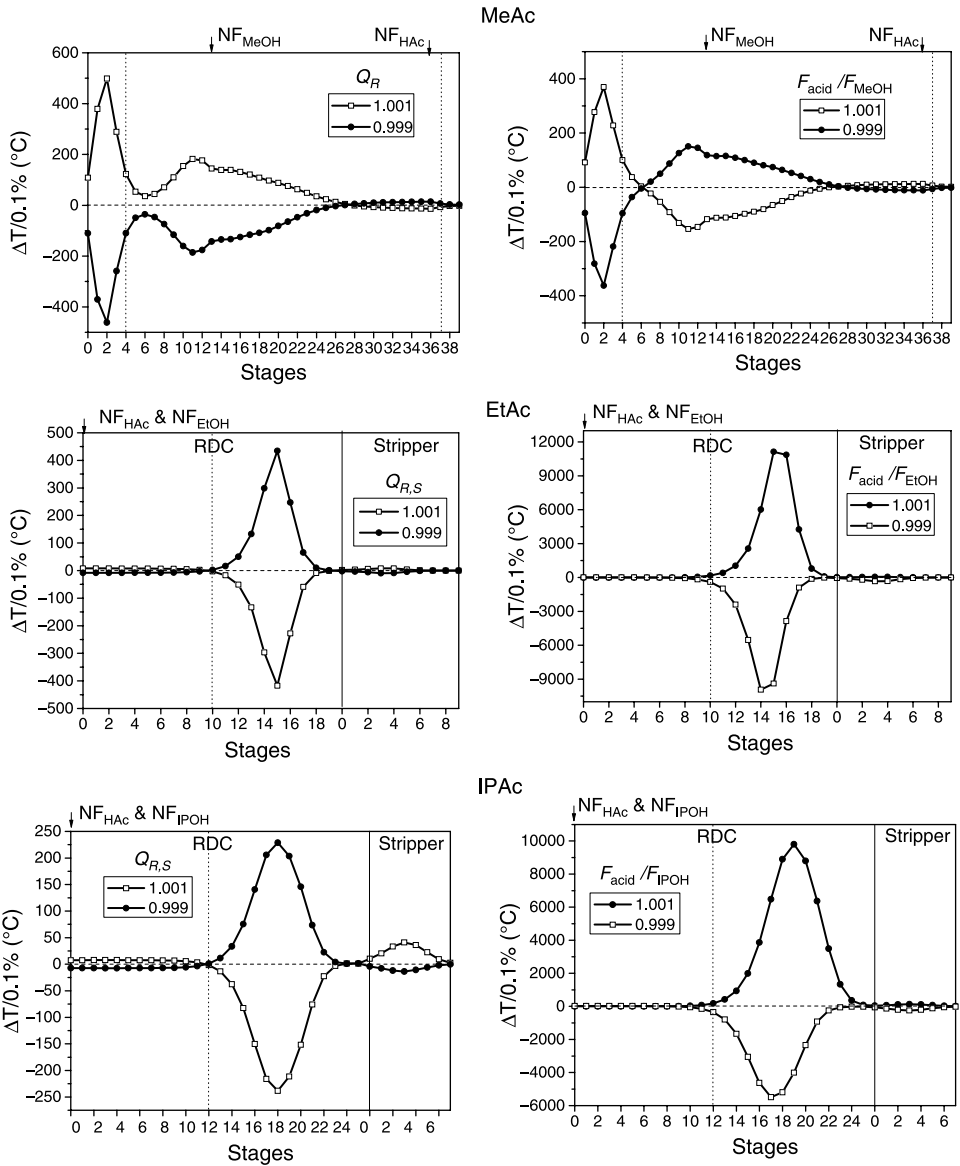 MeAc
NF_MeOH NF_HAc
600
400
200
0
−200
−400
Q_R
1.001
0.999
ΔT/0.1% (°C)
0 2 4 6 8 10 12 14 16 18 20 22 24 26 28 30 32 34 36 38
Stages
NF_MeOH NF_HAc
400
200
0
−200
−400
F_acid /F_MeOH
1.001
0.999
ΔT/0.1% (°C)
0 2 4 6 8 10 12 14 16 18 20 22 24 26 28 30 32 34 36 38
Stages
EtAc
NF_HAc & NF_EtOH
500
400
300
200
100
0
−100
−200
−300
−400
−500
RDC Stripper
Q_R,S
1.001
0.999
ΔT/0.1% (°C)
0 2 4 6 8 10 12 14 16 18 0 2 4 6 8
Stages
NF_HAc & NF_EtOH
12000
9000
6000
3000
0
−3000
−6000
−9000
RDC Stripper
F_acid /F_EtOH
1.001
0.999
ΔT/0.1% (°C)
0 2 4 6 8 10 12 14 16 18 0 2 4 6 8
Stages
IPAc
NF_HAc & NF_IPOH
250
200
150
100
50
0
−50
−100
−150
−200
−250
RDC Stripper
Q_R,S
1.001
0.999
ΔT/0.1% (°C)
0 2 4 6 8 10 12 14 16 18 20 22 24 0 2 4 6
Stages
NF_HAc & NF_IPOH
10000
8000
6000
4000
2000
0
−2000
−4000
−6000
RDC Stripper
F_acid /F_IPOH
1.001
0.999
ΔT/0.1% (°C)
0 2 4 6 8 10 12 14 16 18 20 22 24 0 2 4 6
Stages